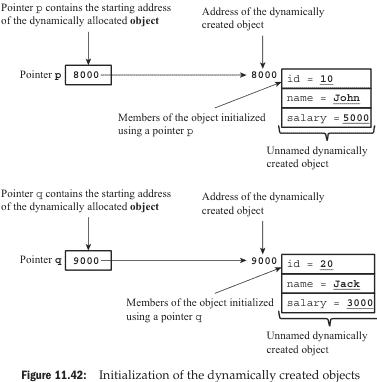 Pointer p contains the starting address
of the dynamically allocated object
Address of the dynamically
created object
Pointer p
8000
8000
id = 10
name = John
salary = 5000
Members of the object initialized
using a pointer p
Unnamed dynamically
created object
Pointer q contains the starting address
of the dynamically allocated object
Address of the dynamically
created object
Pointer q
9000
9000
id = 20
name = Jack
salary = 3000
Members of the object initialized
using a pointer q
Unnamed dynamically
created object
Figure 11.42: Initialization of the dynamically created objects